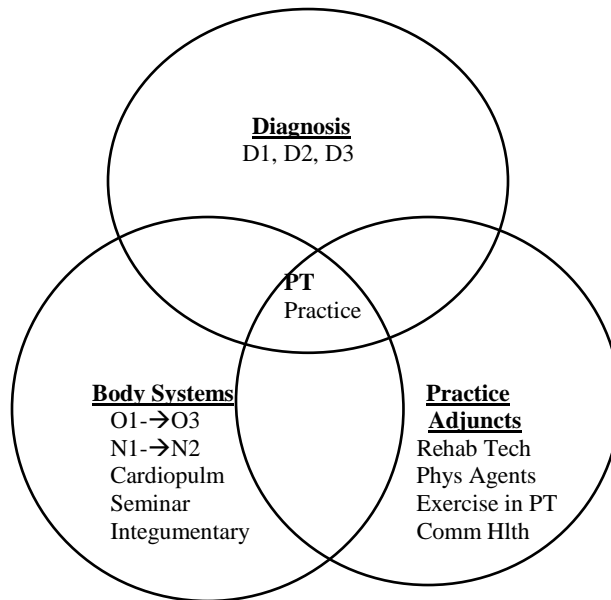 Diagnosis
D1, D2, D3
PT
Practice
Body Systems
O1-→O3
N1-→N2
Cardiopulm
Seminar
Integumentary
Practice
Adjuncts
Rehab Tech
Phys Agents
Exercise in PT
Comm Hlth